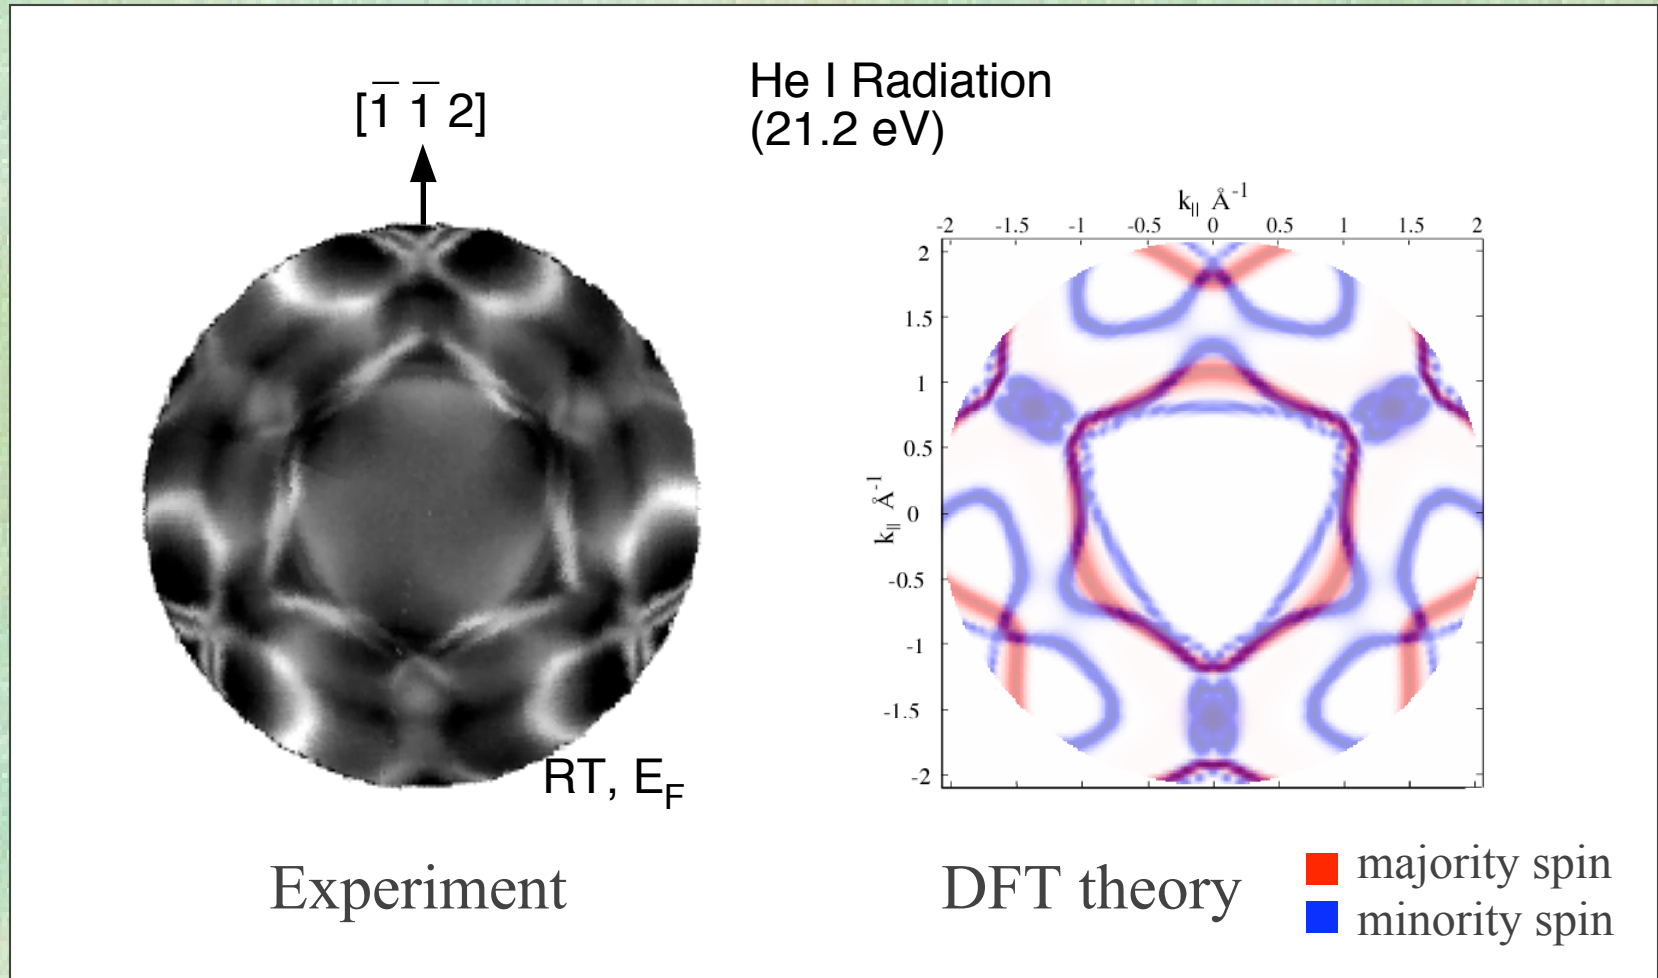 [1̅ 1̅ 2]
He I Radiation
(21.2 eV)
k|| Å-1
-2 -1.5 -1 -0.5 0 0.5 1 1.5 2
2
1.5
1
0.5
0
-0.5
-1
-1.5
-2
k|| Å-1
RT, EF
Experiment
DFT theory
majority spin
minority spin